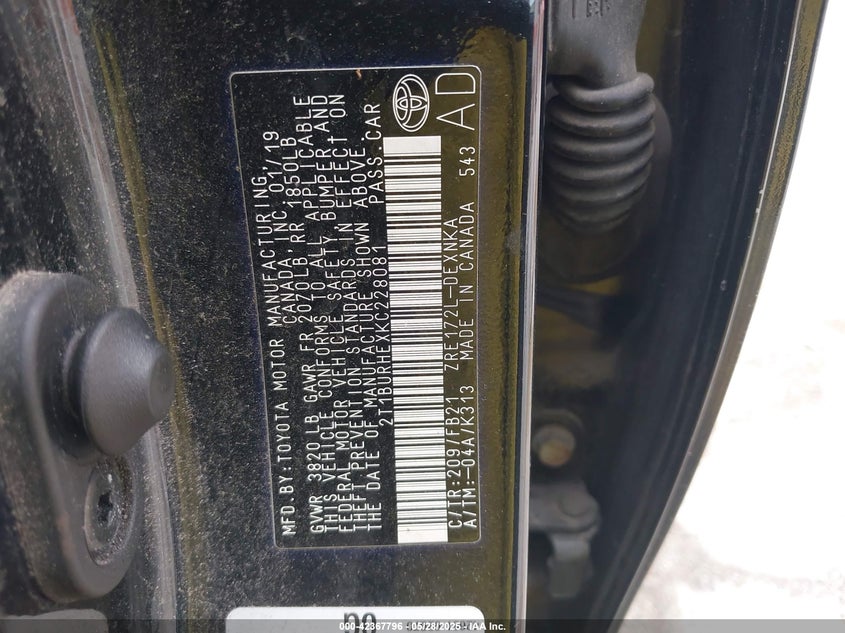 MFD.BY:TOYOTA MOTOR MANUFACTURING,
CANADA, INC. 01/19
GVWR 3820LB GAWR FR 2070LB RR 1850LB
THIS VEHICLE CONFORMS TO ALL APPLICABLE
FEDERAL MOTOR VEHICLE SAFETY, BUMPER AND
THEFT PREVENTION STANDARDS IN EFFECT ON
THE DATE OF MANUFACTURE SHOWN ABOVE.
2T1BURHEXKC228081 PASS.CAR
C/TR:209/FB21 ZRE172L-DEXNKA
A/TM:-04A/K313 MADE IN CANADA 543
AD
000-42367796 - 05/28/2025 - IAA Inc.